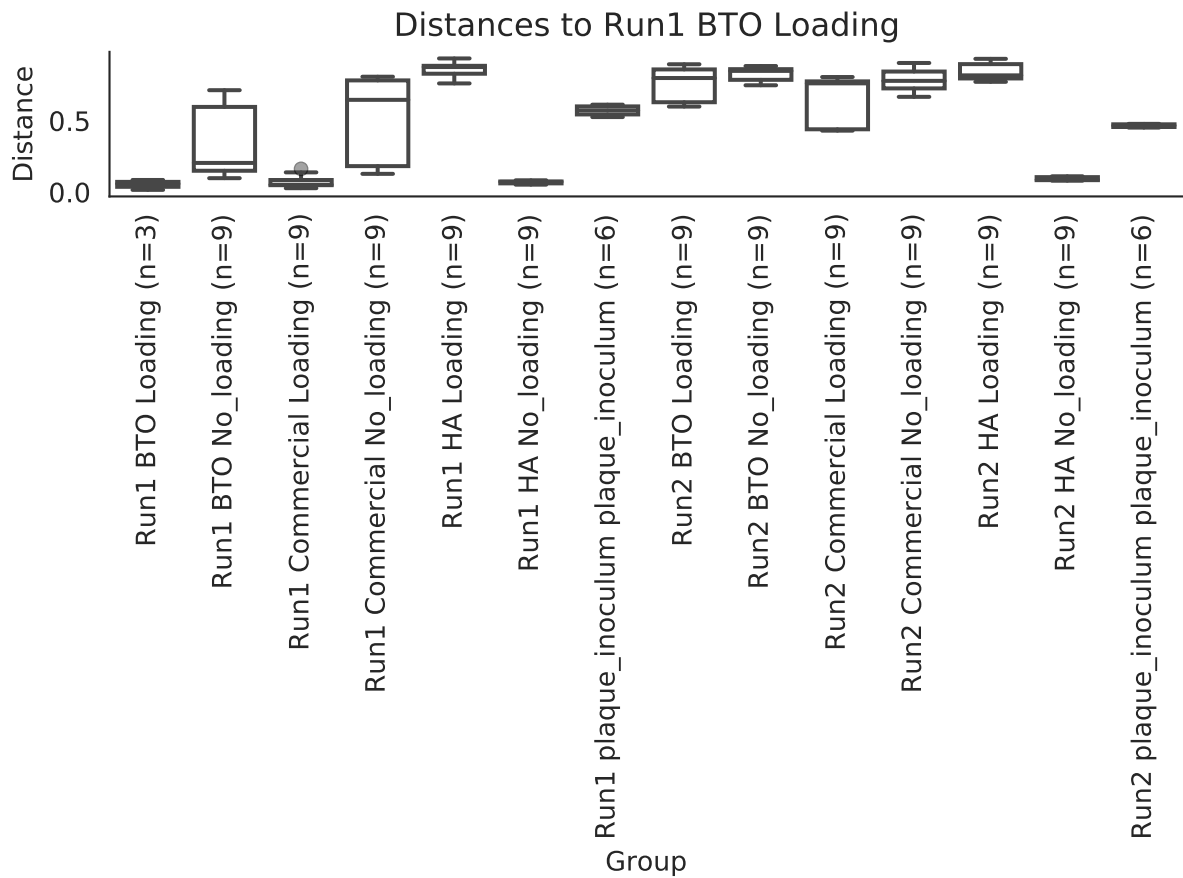 Distances to Run1 BTO Loading
Distance
0.5
0.0
Run1 BTO Loading (n=3)
Run1 BTO No_loading (n=9)
Run1 Commercial Loading (n=9)
Run1 Commercial No_loading (n=9)
Run1 HA Loading (n=9)
Run1 HA No_loading (n=9)
Run1 plaque_inoculum plaque_inoculum (n=6)
Run2 BTO Loading (n=9)
Run2 BTO No_loading (n=9)
Run2 Commercial Loading (n=9)
Run2 Commercial No_loading (n=9)
Run2 HA Loading (n=9)
Run2 HA No_loading (n=9)
Run2 plaque_inoculum plaque_inoculum (n=6)
Group